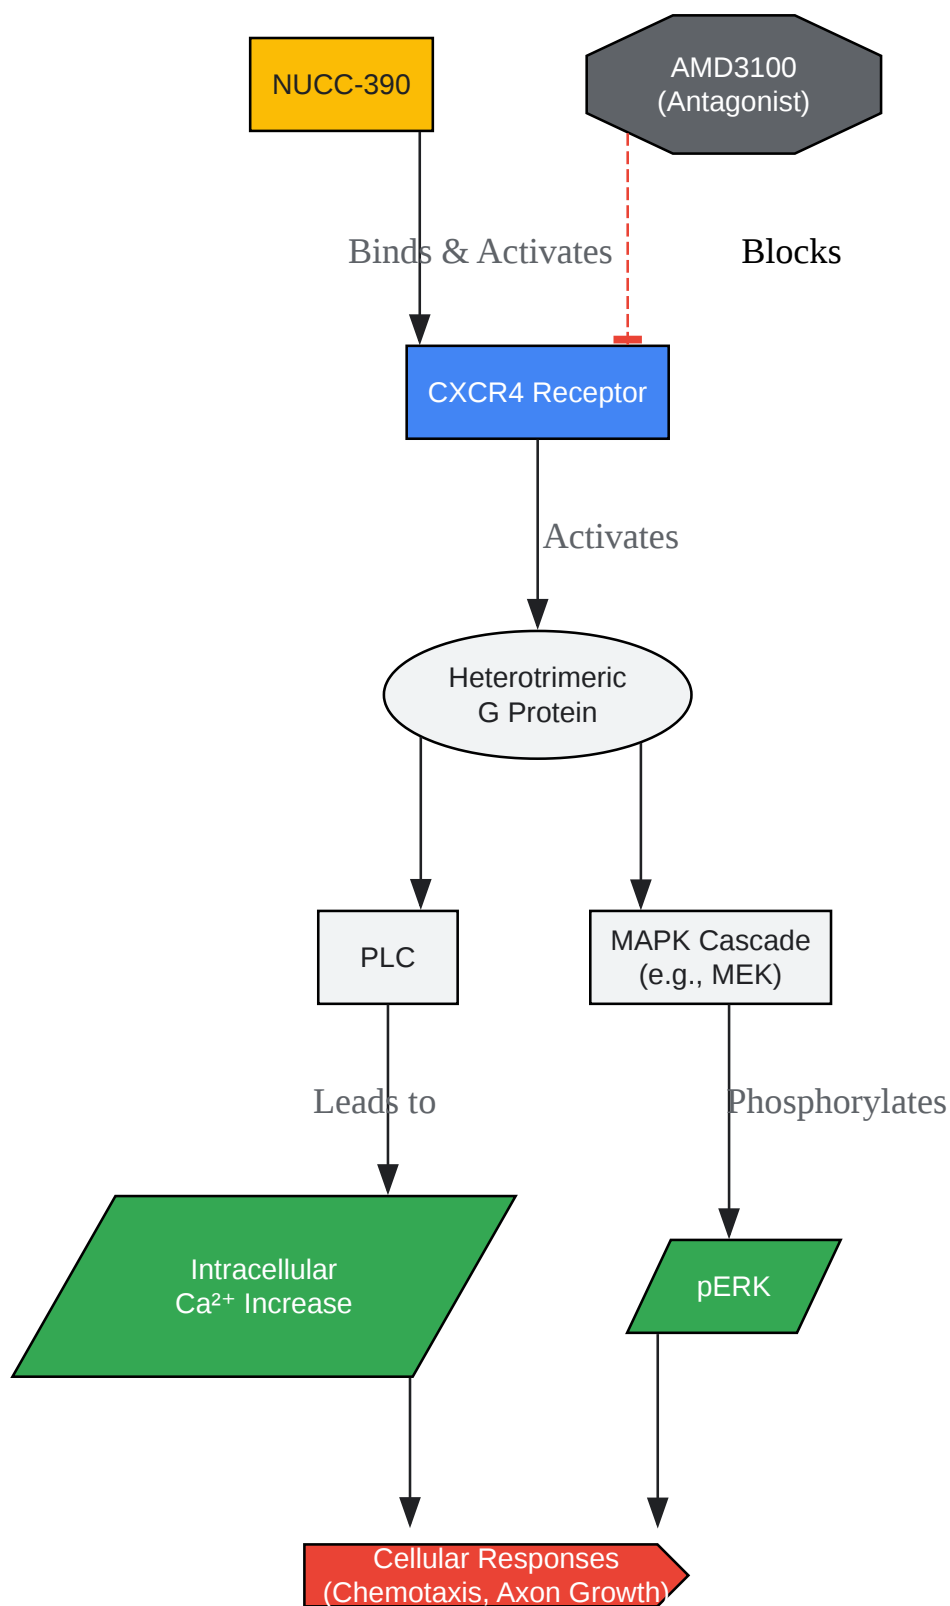 NUCC-390
AMD3100
(Antagonist)
Binds & Activates
Blocks
CXCR4 Receptor
Activates
Heterotrimeric
G Protein
PLC
MAPK Cascade
(e.g., MEK)
Leads to
Phosphorylates
Intracellular
Ca²⁺ Increase
pERK
Cellular Responses
(Chemotaxis, Axon Growth)